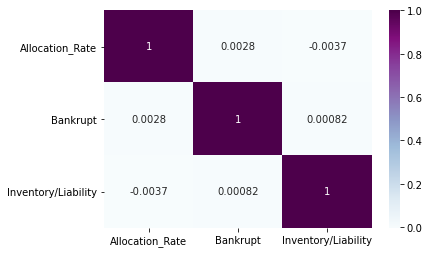 Allocation_Rate 1 0.0028 -0.0037
Bankrupt 0.0028 1 0.00082
Inventory/Liability -0.0037 0.00082 1
Allocation_Rate Bankrupt Inventory/Liability
1.0
0.8
0.6
0.4
0.2
0.0